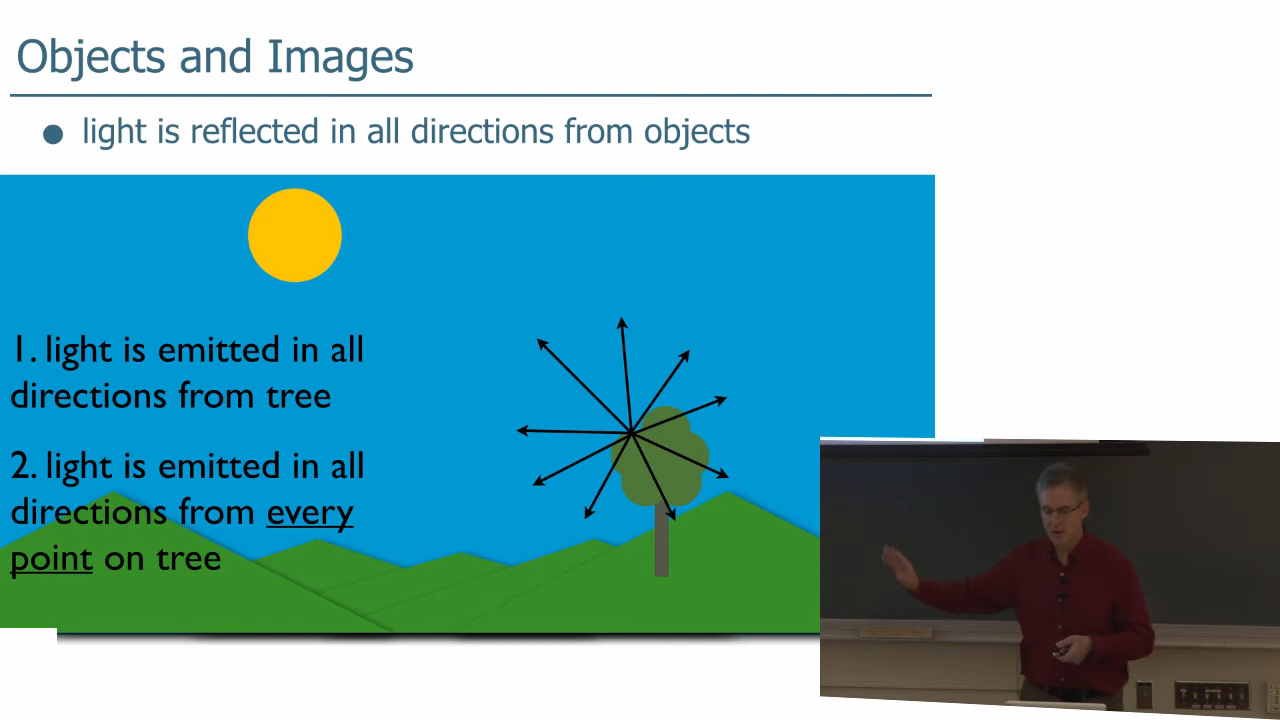 Objects and Images
● light is reflected in all directions from objects
1. light is emitted in all
directions from tree
2. light is emitted in all
directions from every
point on tree